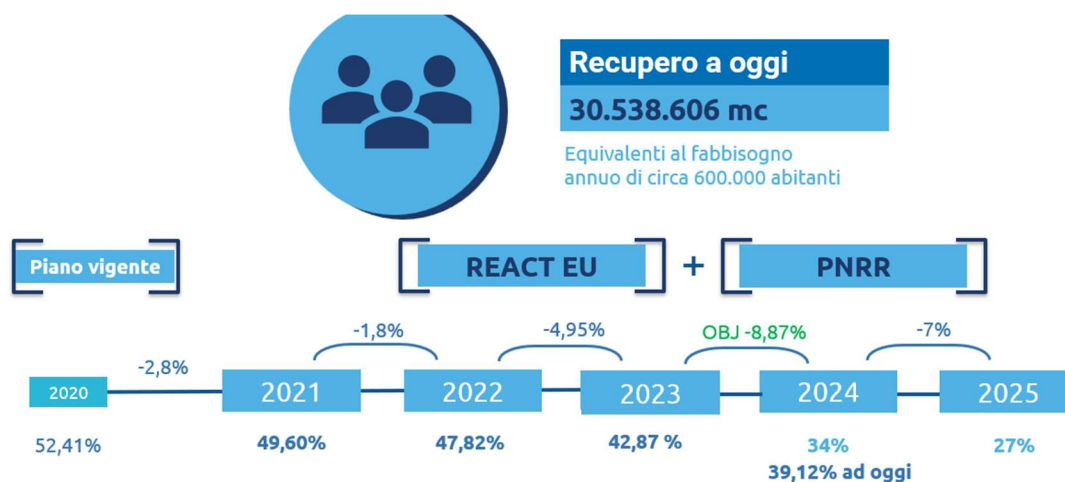 Recupero a oggi
30.538.606 mc
Equivalenti al fabbisogno
annuo di circa 600.000 abitanti
Piano vigente
REACT EU + PNRR
-2,8%
-1,8%
-4,95%
OBJ -8,87%
-7%
2020 2021 2022 2023 2024 2025
52,41% 49,60% 47,82% 42,87 % 34% 27%
39,12% ad oggi